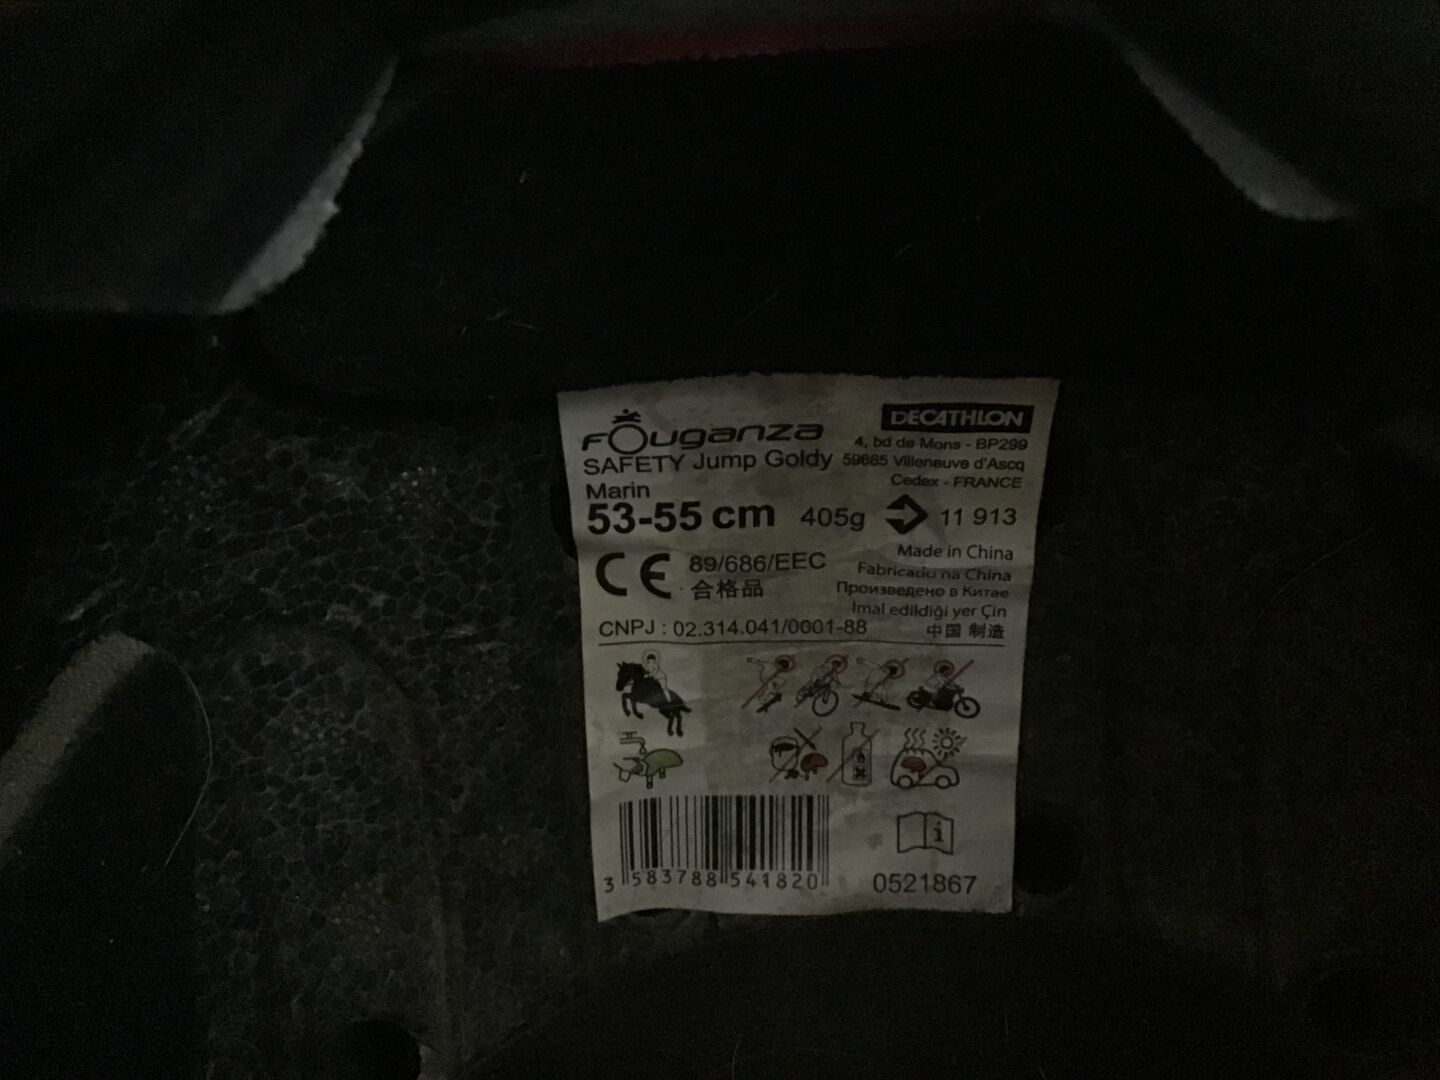 FOuganza
DECATHLON
SAFETY Jump Goldy
4, bd de Mons - BP299
59665 Villeneuve d'Ascq
Cedex - FRANCE
Marin
53-55 cm 405g 11 913
CE 89/686/EEC
合格品
Made in China
Fabricado na China
Произведено в Китае
İmal edildiği yer Çin
中国 制造
CNPJ : 02.314.041/0001-88
i
3 583788 541820
0521867